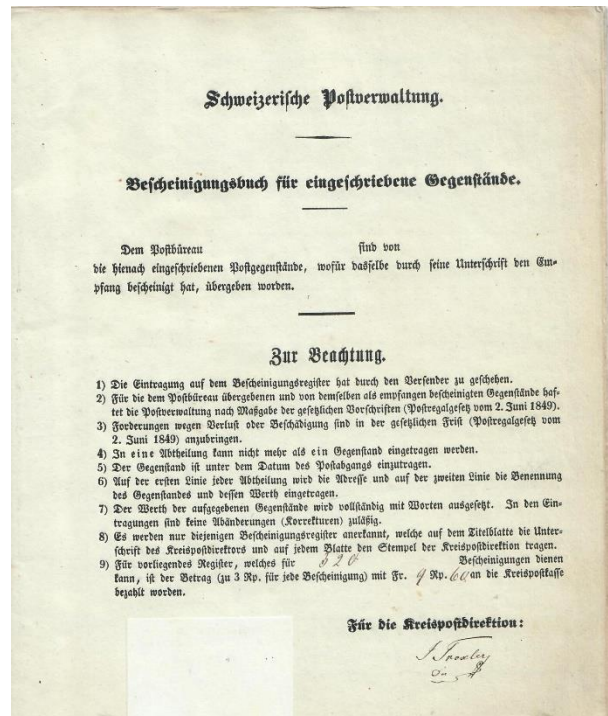 Schweizerische Postverwaltung.
Bescheinigungsbuch für eingeschriebene Gegenstände.
Dem Postbüreau sind von
die hienach eingeschriebenen Postgegenstände, wofür dasselbe durch seine Unterschrift den Em-
pfang bescheinigt hat, übergeben worden.
Zur Beachtung.
1) Die Eintragung auf dem Bescheinigungsregister hat durch den Versender zu geschehen.
2) Für die dem Postbüreau übergebenen und von demselben als empfangen bescheinigten Gegenstände haf-
tet die Postverwaltung nach Maßgabe der gesetzlichen Vorschriften (Postregalgesetz vom 2. Juni 1849).
3) Forderungen wegen Verlust oder Beschädigung sind in der gesetzlichen Frist (Postregalgesetz vom
2. Juni 1849) anzubringen.
4) In eine Abtheilung kann nicht mehr als ein Gegenstand eingetragen werden.
5) Der Gegenstand ist unter dem Datum des Postabgangs einzutragen.
6) Auf der ersten Linie jeder Abtheilung wird die Adresse und auf der zweiten Linie die Benennung
des Gegenstandes und dessen Werth eingetragen.
7) Der Werth der aufgegebenen Gegenstände wird vollständig mit Worten ausgesetzt. In den Ein-
tragungen sind keine Abänderungen (Korrekturen) zuläßig.
8) Es werden nur diejenigen Bescheinigungsregister anerkannt, welche auf dem Titelblatte die Unter-
schrift des Kreispostdirektors und auf jedem Blatte den Stempel der Kreispostdirektion tragen.
9) Für vorliegendes Register, welches für 320 Bescheinigungen dienen
kann, ist der Betrag (zu 3 Rp. für jede Bescheinigung) mit Fr. 9 Rp. 60 an die Kreispostkasse
bezahlt worden.
Für die Kreispostdirektion:
J Troxler